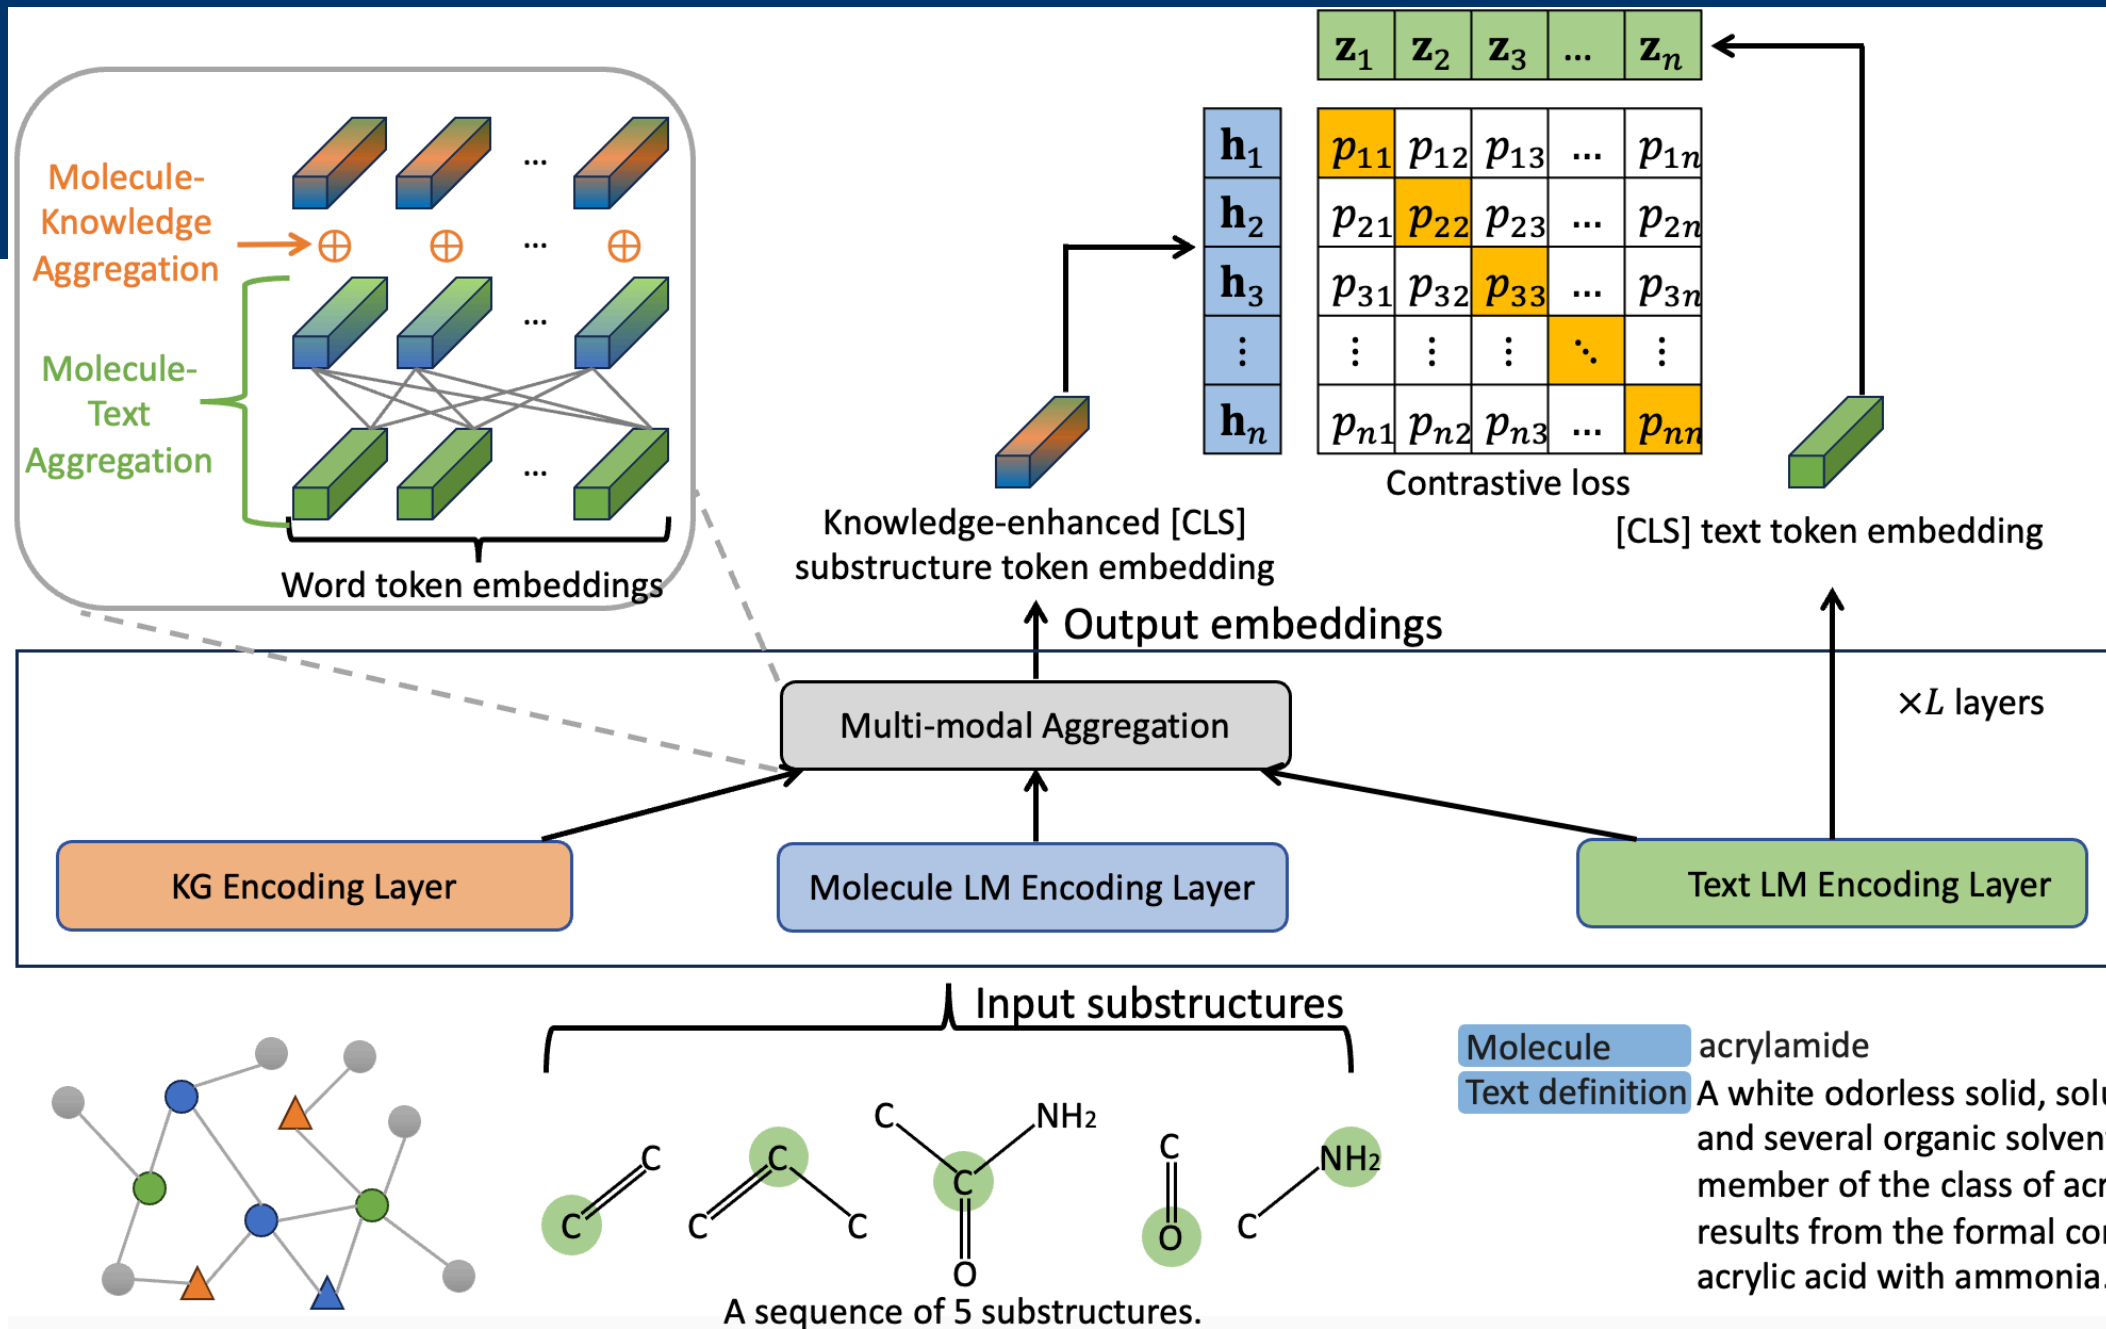 z1 z2 z3 ... zn
h1 p11 p12 p13 ... p1n
h2 p21 p22 p23 ... p2n
h3 p31 p32 p33 ... p3n
⋮ ⋮ ⋮ ⋮ ⋱ ⋮
hn pn1 pn2 pn3 ... pnn
Contrastive loss
Molecule-
Knowledge
Aggregation
...
⊕ ⊕ ... ⊕
...
Molecule-
Text
Aggregation
...
Word token embeddings
Knowledge-enhanced [CLS]
substructure token embedding
[CLS] text token embedding
Output embeddings
Multi-modal Aggregation
×L layers
KG Encoding Layer
Molecule LM Encoding Layer
Text LM Encoding Layer
Input substructures
C C
C C C
C NH2 C O
C O
NH2 C
A sequence of 5 substructures.
Molecule acrylamide
Text definition A white odorless solid,
and several organic
member of the class of
results from the formal
acrylic acid with ammonia.